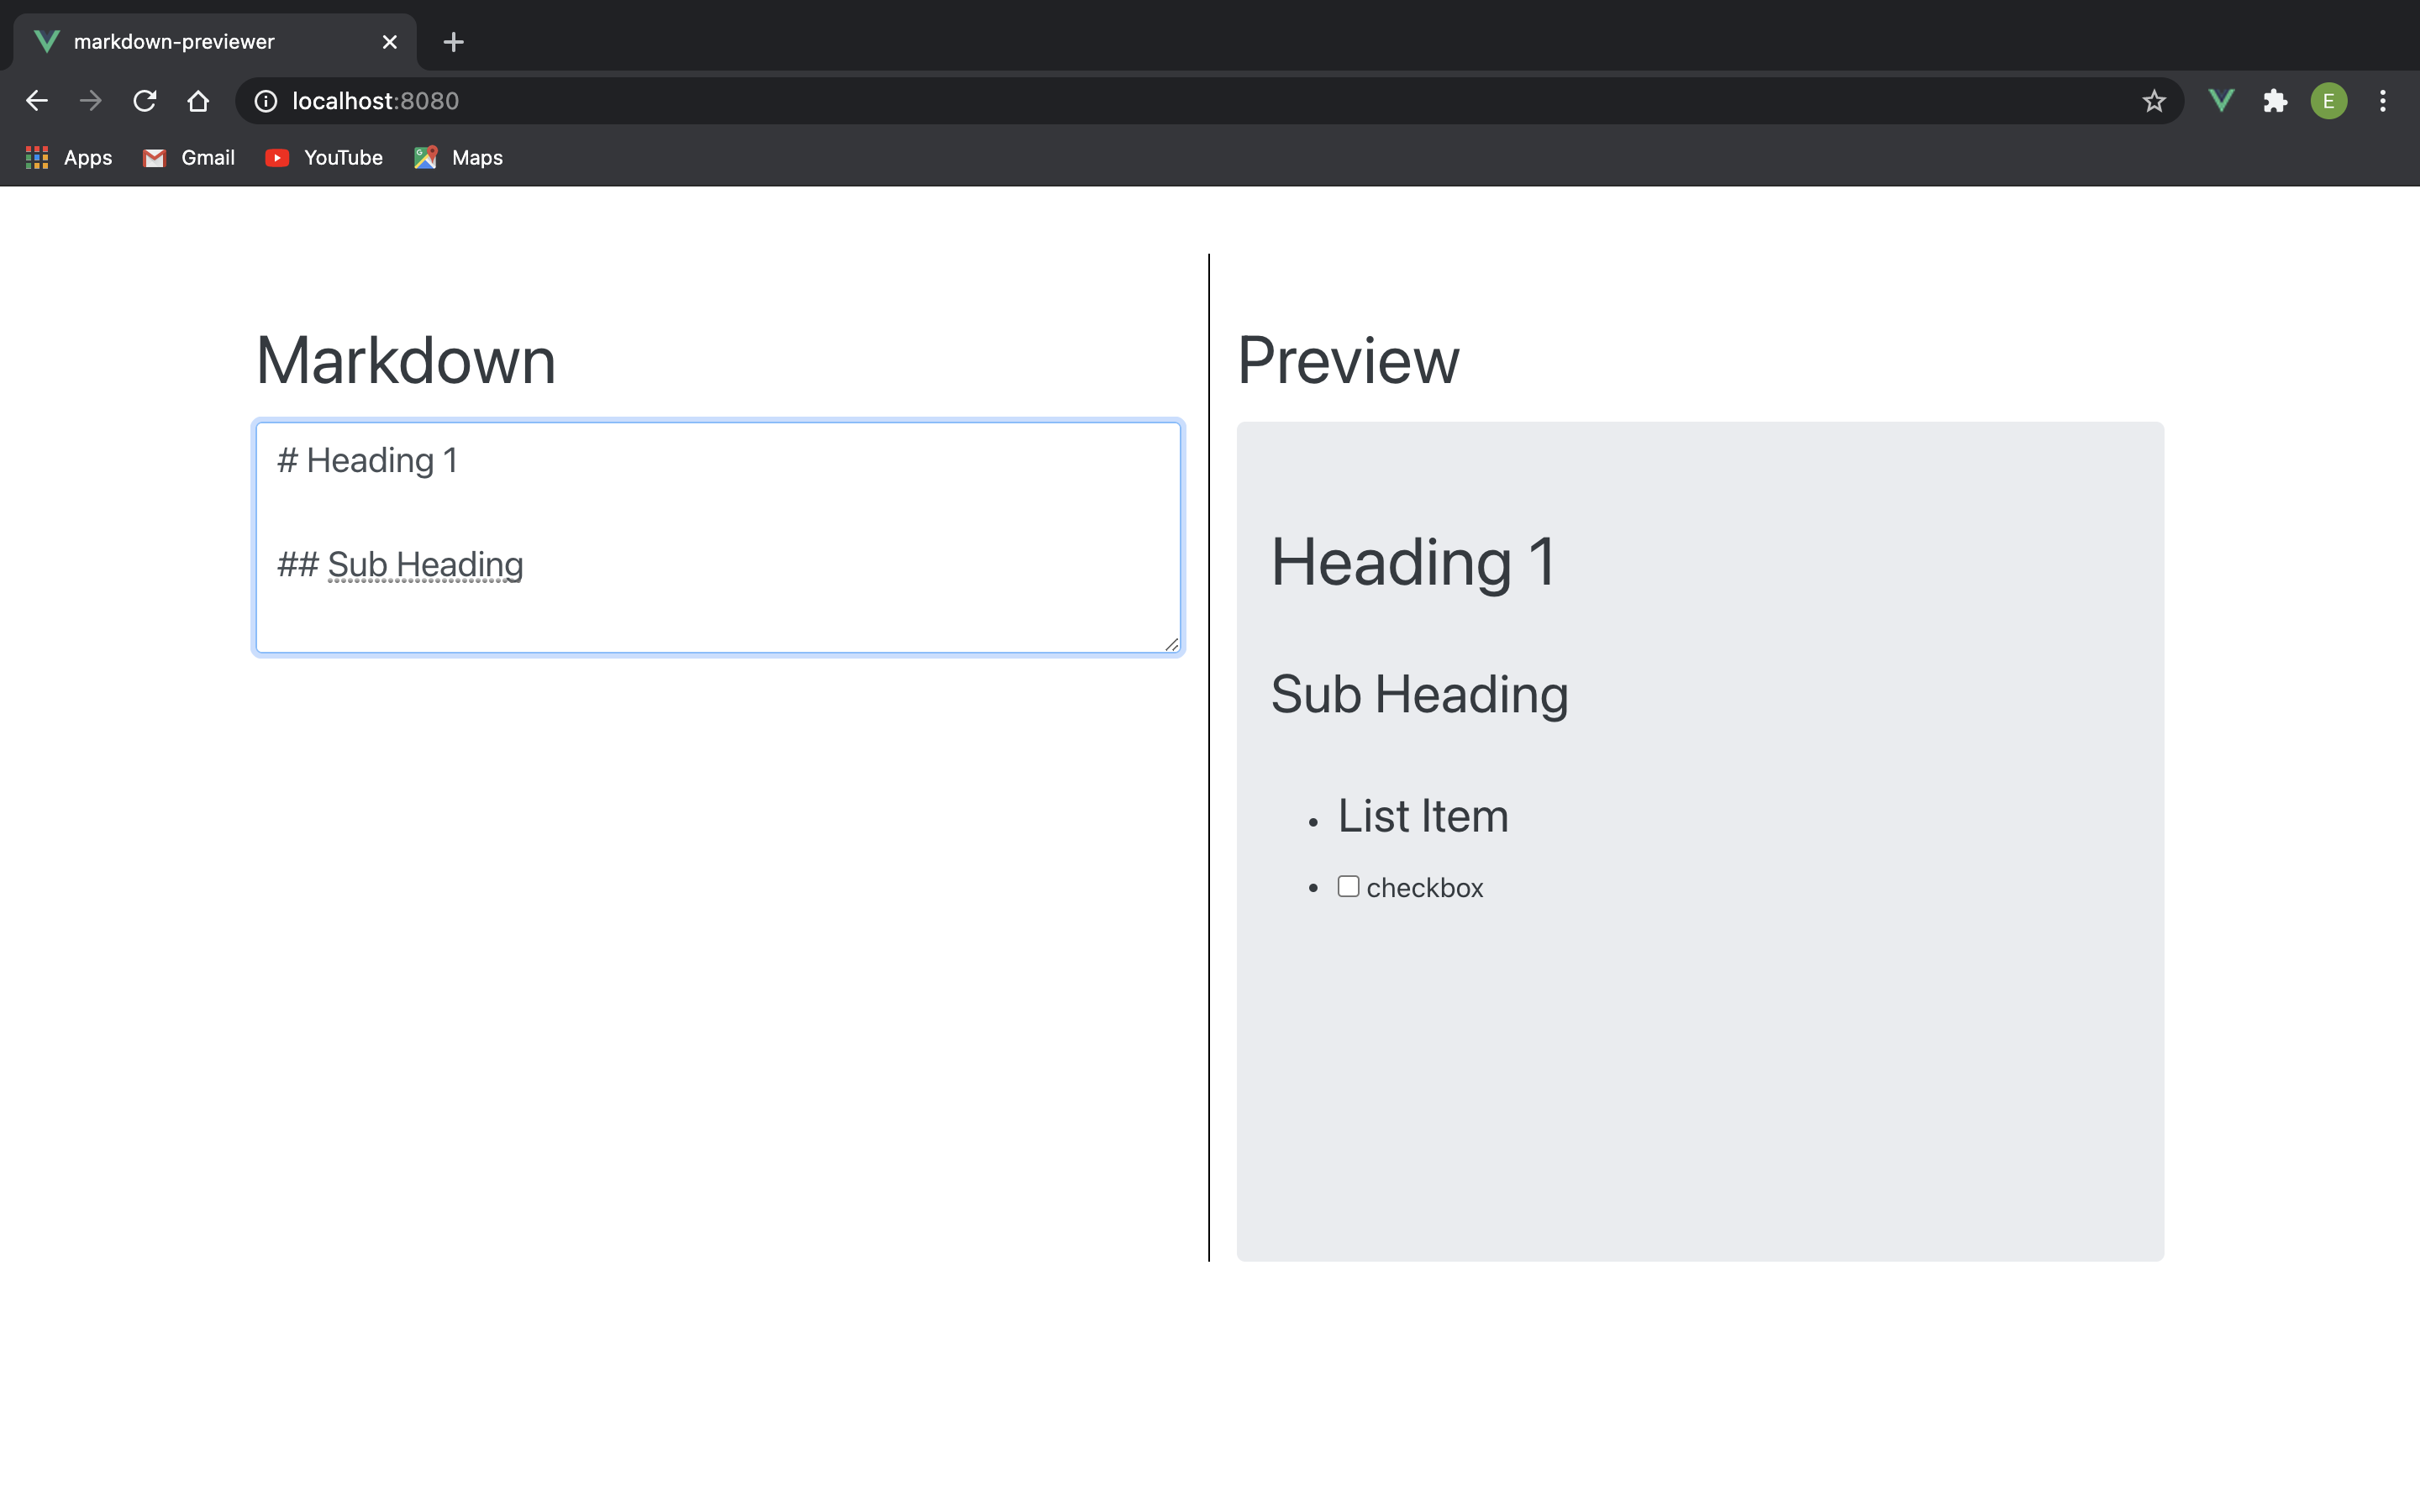 markdown-previewer
localhost:8080
E
Apps
Gmail
YouTube
Maps
Markdown
# Heading 1
## Sub Heading
Preview
Heading 1
Sub Heading
• List Item
• checkbox